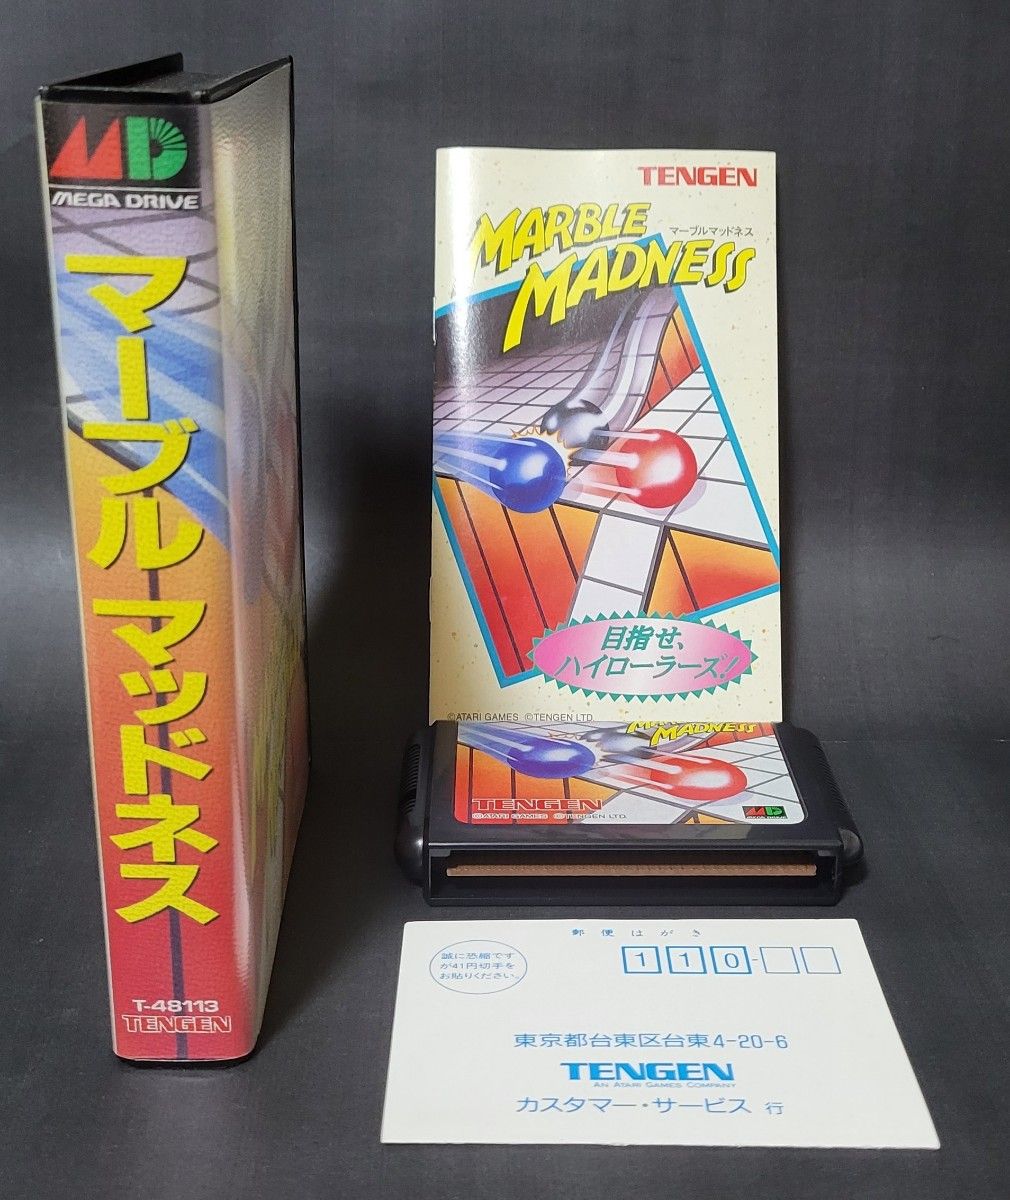 MD
MEGA DRIVE
マーブル マッドネス
T-48113
TENGEN
TENGEN
MARBLE
マーブルマッドネス
MADNESS
目指せ、
ハイローラーズ!
©ATARI GAMES ©TENGEN LTD.
MADNESS
TENGEN
©ATARI GAMES ©TENGEN LTD.
MD
MEGA DRIVE
郵便はがき
誠に恐縮です
が41円切手を
お貼りください。
110-
東京都台東区台東4-20-6
TENGEN
AN ATARI GAMES COMPANY
カスタマー・サービス 行